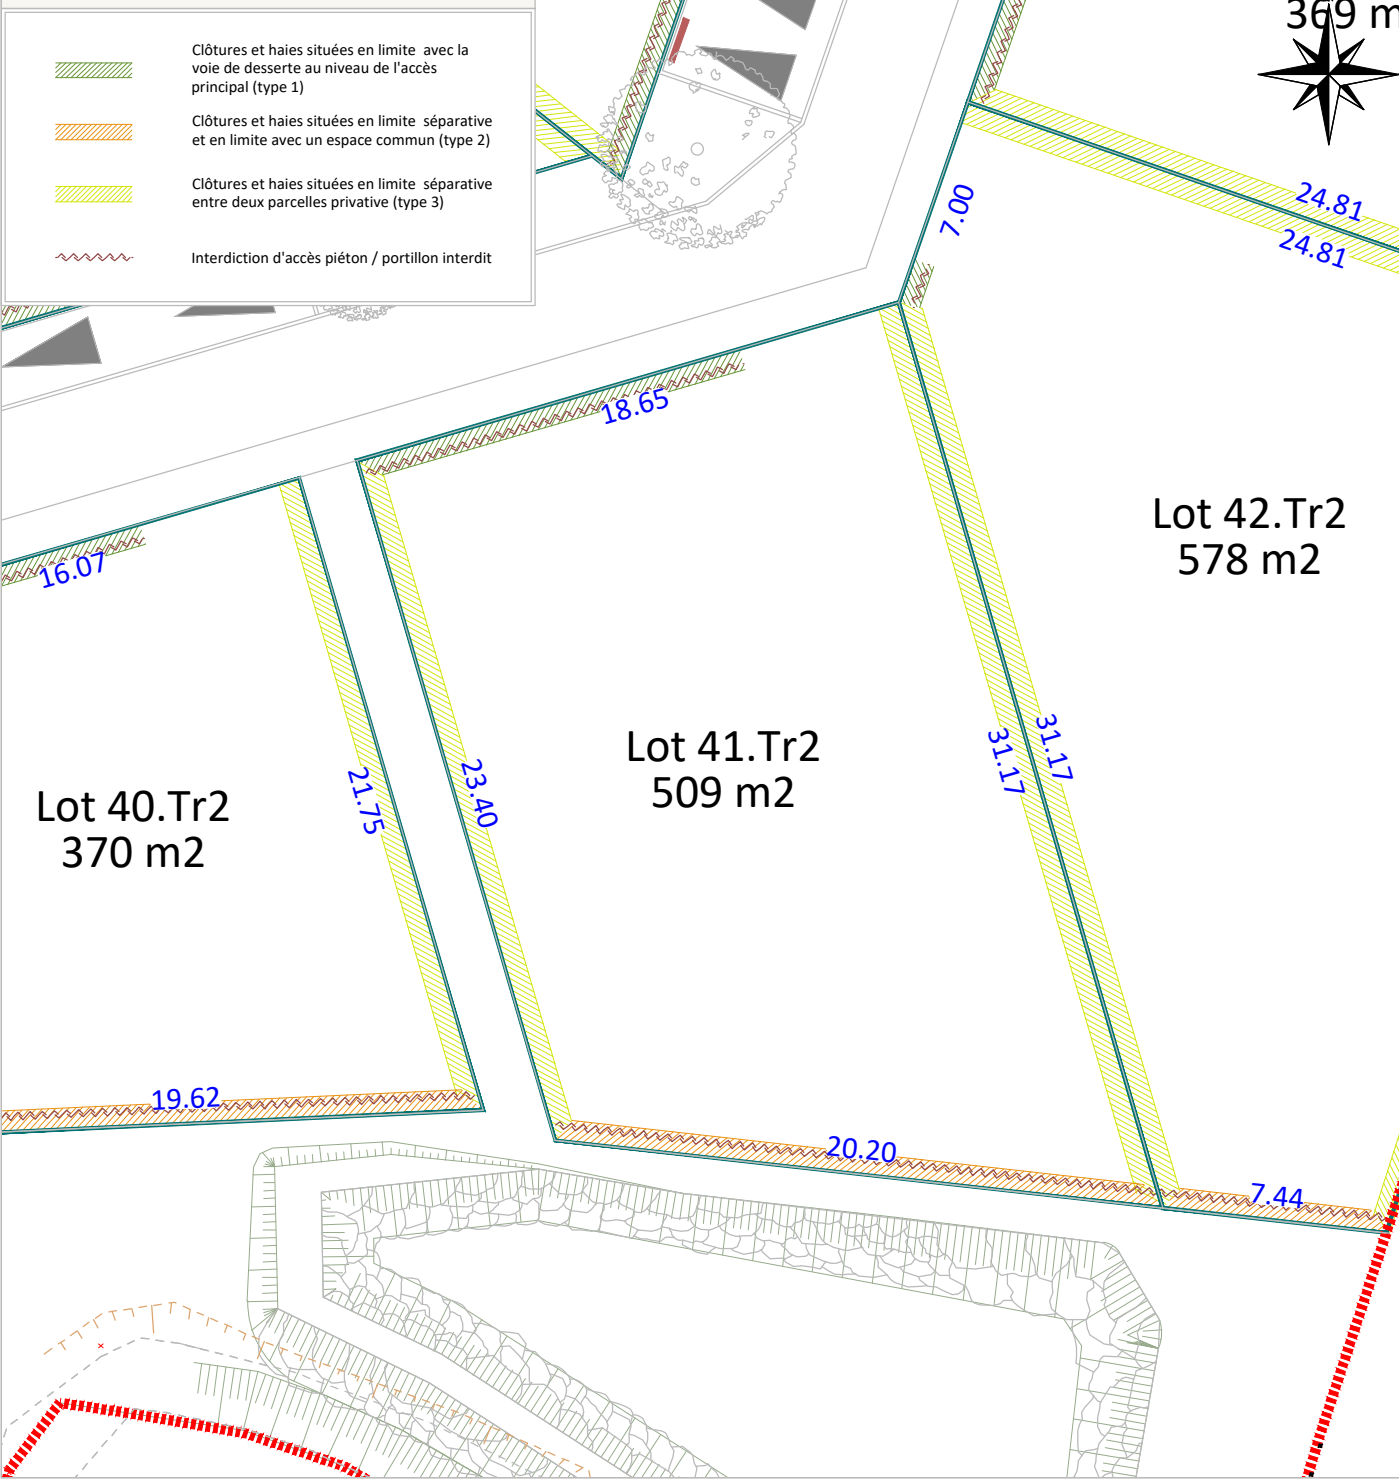 Clôtures et haies situées en limite  avec la
voie de desserte au niveau de l'accès
principal (type 1)
Clôtures et haies situées en limite  séparative
et en limite avec un espace commun (type 2)
Clôtures et haies situées en limite  séparative
entre deux parcelles privative (type 3)
Interdiction d'accès piéton / portillon interdit
369 m
24.81
24.81
7.00
18.65
16.07
Lot 42.Tr2
578 m2
Lot 41.Tr2
509 m2
Lot 40.Tr2
370 m2
21.75
23.40
31.17
31.17
19.62
20.20
7.44